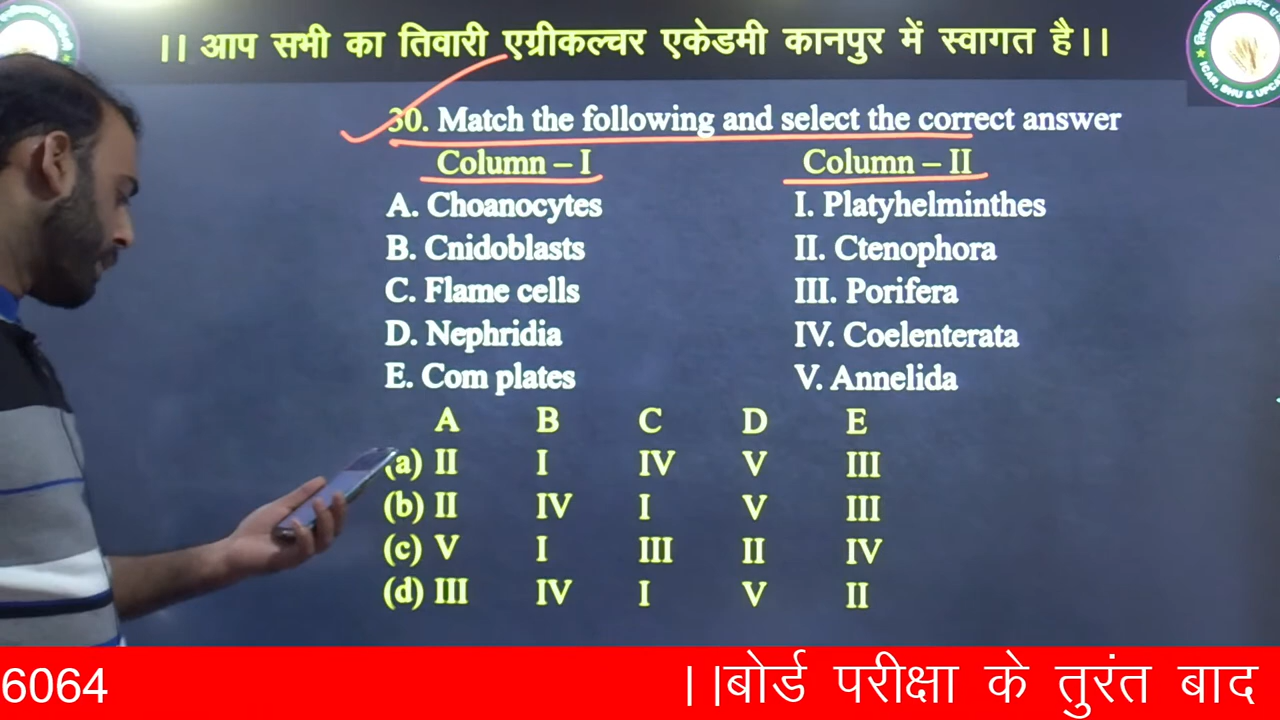 ।। आप सभी का तिवारी एग्रीकल्चर एकेडमी कानपुर में स्वागत है।।
30. Match the following and select the correct answer
Column – I Column – II
A. Choanocytes I. Platyhelminthes
B. Cnidoblasts II. Ctenophora
C. Flame cells III. Porifera
D. Nephridia IV. Coelenterata
E. Com plates V. Annelida
A B C D E
(a) II I IV V III
(b) II IV I V III
(c) V I III II IV
(d) III IV I V II
6064 ।।बोर्ड परीक्षा के तुरंत बाद